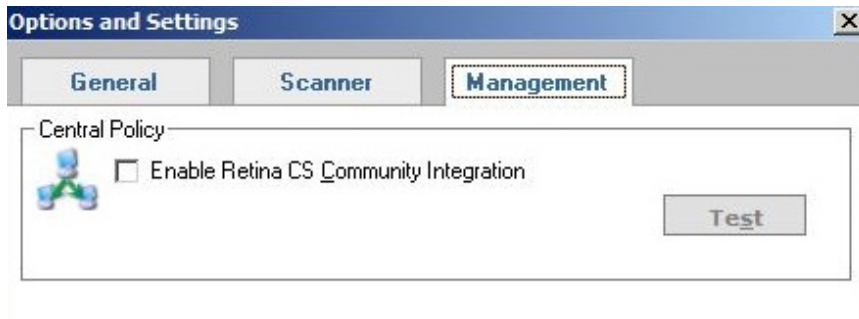 Options and Settings
General Scanner Management
Central Policy
Enable Retina CS Community Integration
Test